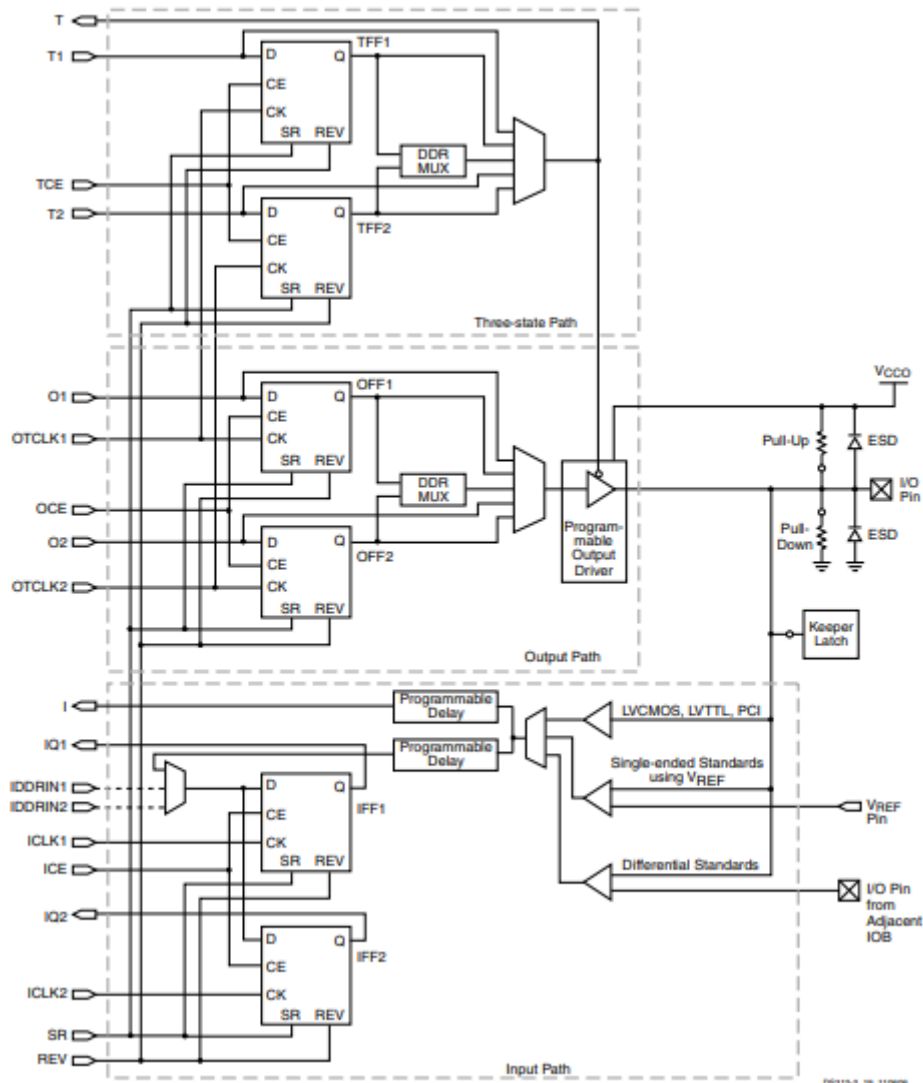 T
T1
D
Q
TFF1
CE
CK
SR REV
DDR
MUX
TCE
T2
D
Q
TFF2
CE
CK
SR REV
Three-state Path
O1
D
Q
OFF1
CE
OTCLK1
CK
SR REV
DDR
MUX
OCE
O2
D
Q
OFF2
CE
OTCLK2
CK
SR REV
Program-
mable
Output
Driver
Output Path
VCCO
Pull-Up
ESD
I/O
Pin
Pull-
Down
ESD
Keeper
Latch
I
Programmable
Delay
LVCMOS, LVTTL, PCI
IQ1
Programmable
Delay
Single-ended Standards
using VREF
IDDRIN1
IDDRIN2
D
Q
IFF1
CE
VREF
Pin
ICLK1
CK
ICE
SR REV
Differential Standards
I/O Pin
from
Adjacent
IOB
IQ2
D
Q
IFF2
CE
ICLK2
CK
SR REV
SR
REV
Input Path